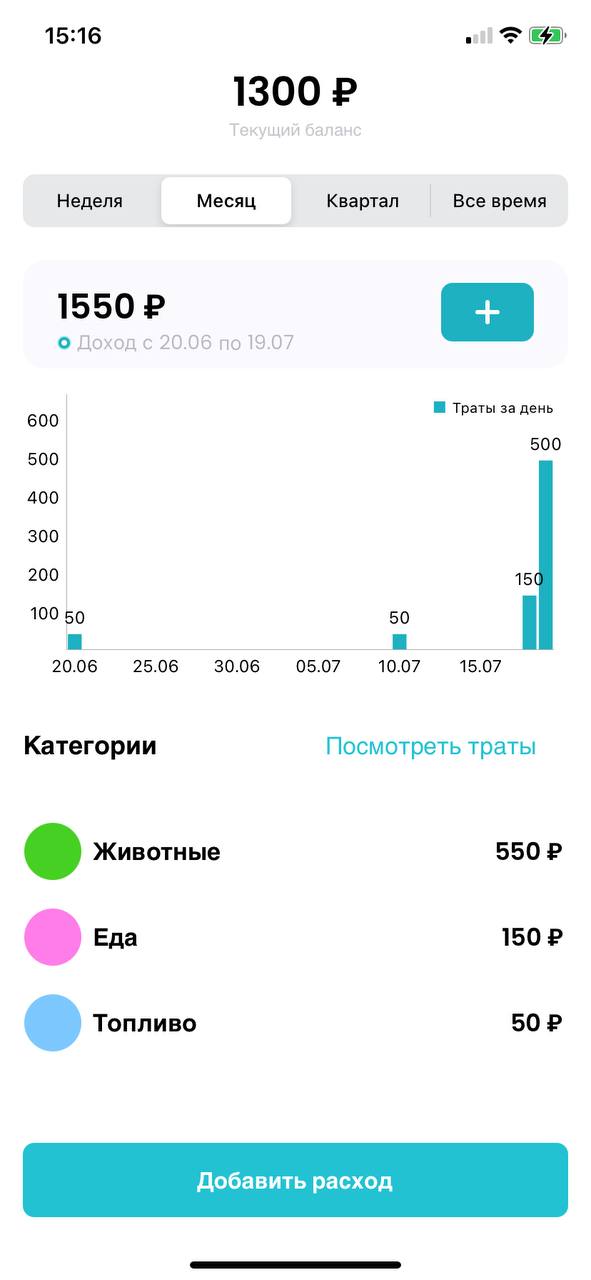 15:16
1300 ₽
Текущий баланс
Неделя Месяц Квартал Все время
1550 ₽
Доход с 20.06 по 19.07
Траты за день
600
500
400
300
200
100
50
50
150
500
20.06 25.06 30.06 05.07 10.07 15.07
Категории Посмотреть траты
Животные 550 ₽
Еда 150 ₽
Топливо 50 ₽
Добавить расход